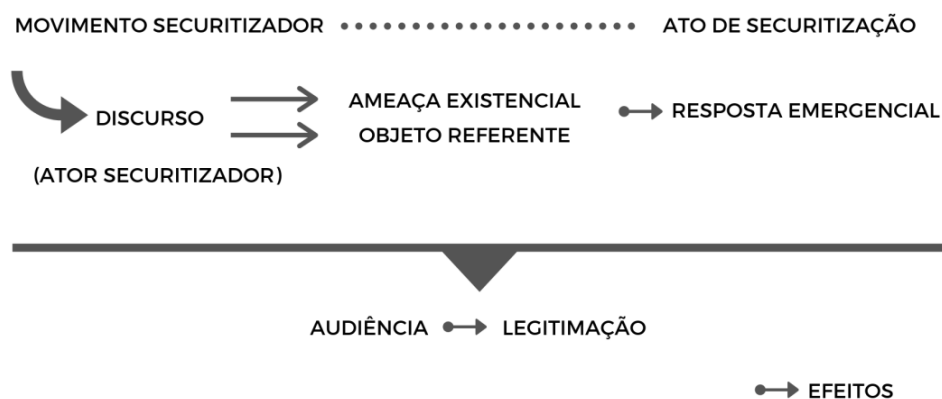 MOVIMENTO SECURITIZADOR ATO DE SECURITIZAÇÃO
AMEAÇA EXISTENCIAL
DISCURSO RESPOSTA EMERGENCIAL
OBJETO REFERENTE
(ATOR SECURITIZADOR)
AUDIÊNCIA LEGITIMAÇÃO
EFEITOS